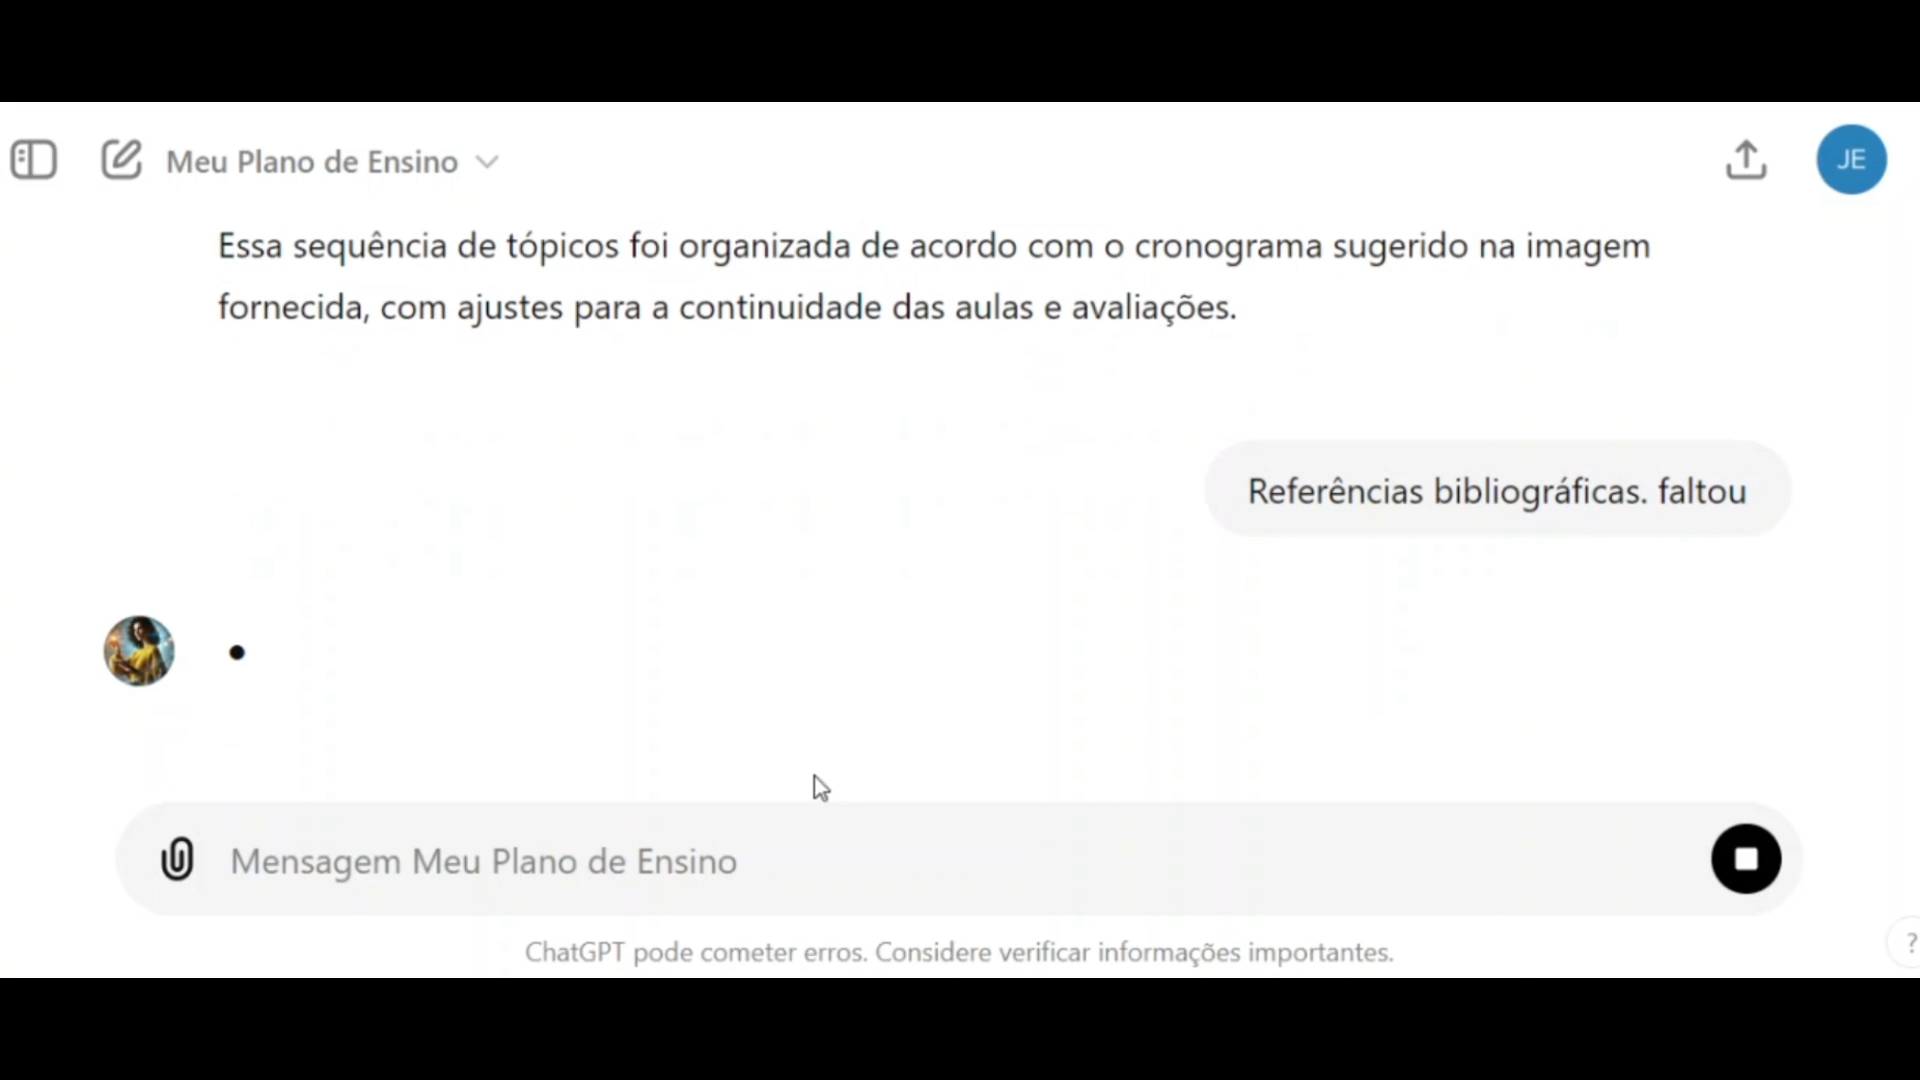 Meu Plano de Ensino
JE
Essa sequência de tópicos foi organizada de acordo com o cronograma sugerido na imagem
fornecida, com ajustes para a continuidade das aulas e avaliações.
Referências bibliográficas. faltou
Mensagem Meu Plano de Ensino
ChatGPT pode cometer erros. Considere verificar informações importantes.
?